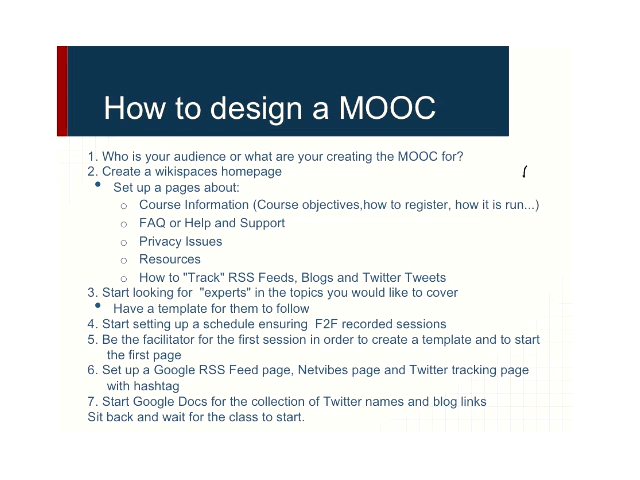 How to design a MOOC
1. Who is your audience or what are your creating the MOOC for?
2. Create a wikispaces homepage
• Set up a pages about:
o Course Information (Course objectives,how to register, how it is run...)
o FAQ or Help and Support
o Privacy Issues
o Resources
o How to "Track" RSS Feeds, Blogs and Twitter Tweets
3. Start looking for "experts" in the topics you would like to cover
• Have a template for them to follow
4. Start setting up a schedule ensuring F2F recorded sessions
5. Be the facilitator for the first session in order to create a template and to start
the first page
6. Set up a Google RSS Feed page, Netvibes page and Twitter tracking page
with hashtag
7. Start Google Docs for the collection of Twitter names and blog links
Sit back and wait for the class to start.